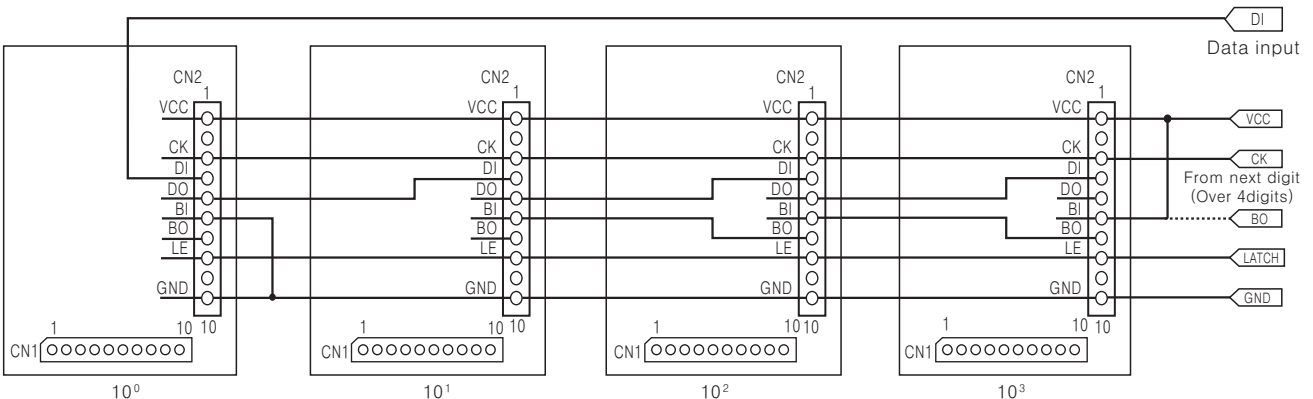 DI
Data input
CN2
1
VCC
CK
DI
DO
BI
BO
LE
GND
10 10
1
CN1
10⁰
CN2
1
VCC
CK
DI
DO
BI
BO
LE
GND
10 10
1
CN1
10¹
CN2
1
VCC
CK
DI
DO
BI
BO
LE
GND
10 10
1
CN1
10²
CN2
1
VCC
CK
DI
DO
BI
BO
LE
GND
10 10
1
CN1
10³
VCC
CK
From next digit
(Over 4digits)
BO
LATCH
GND